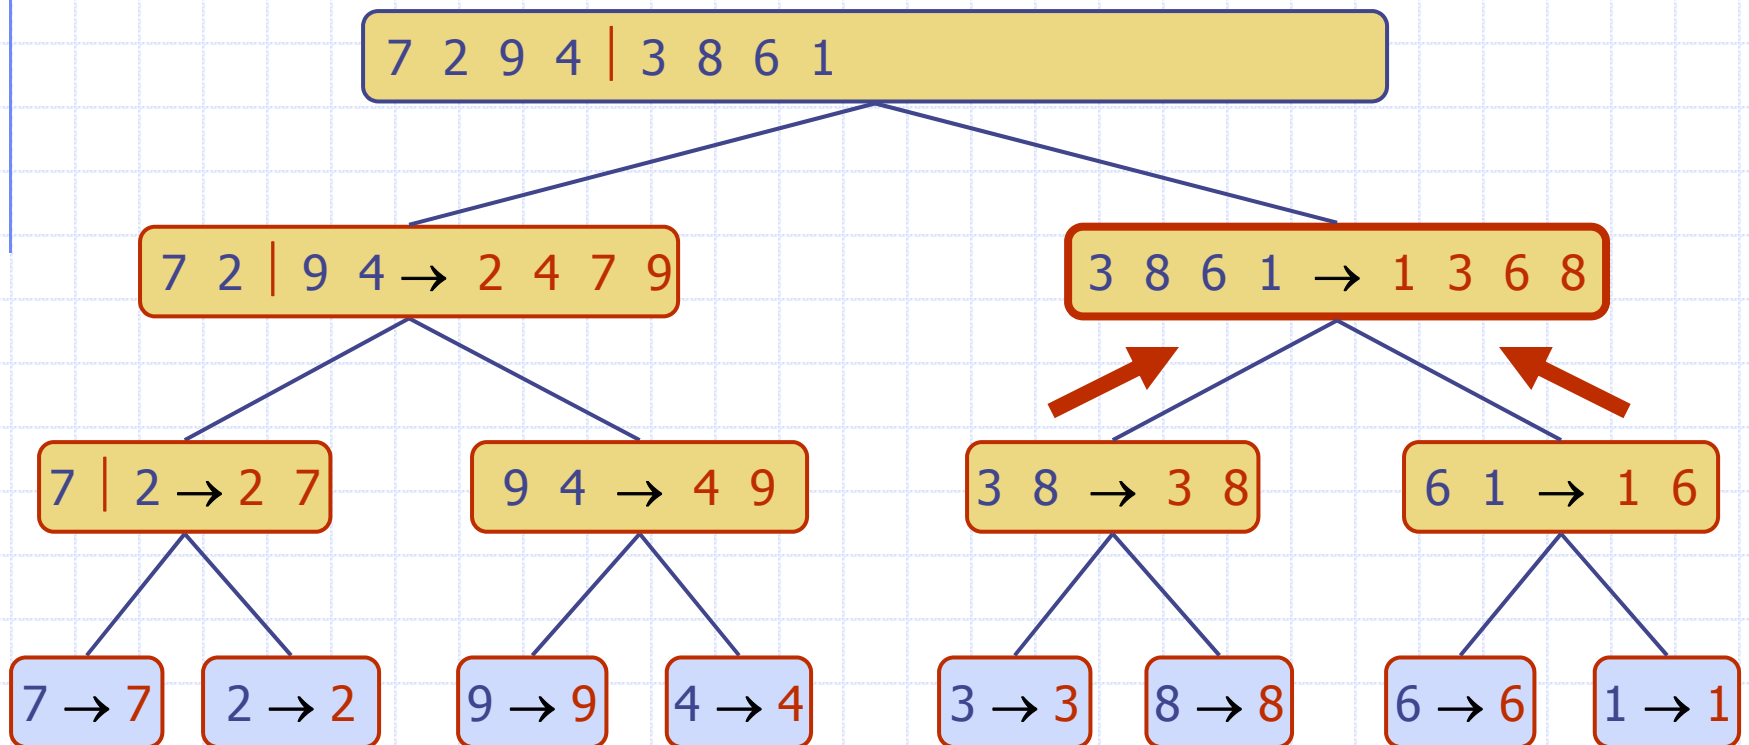 7 2 9 4 | 3 8 6 1
7 2 | 9 4 → 2 4 7 9
3 8 6 1 → 1 3 6 8
7 | 2 → 2 7
9 4 → 4 9
3 8 → 3 8
6 1 → 1 6
7 → 7
2 → 2
9 → 9
4 → 4
3 → 3
8 → 8
6 → 6
1 → 1